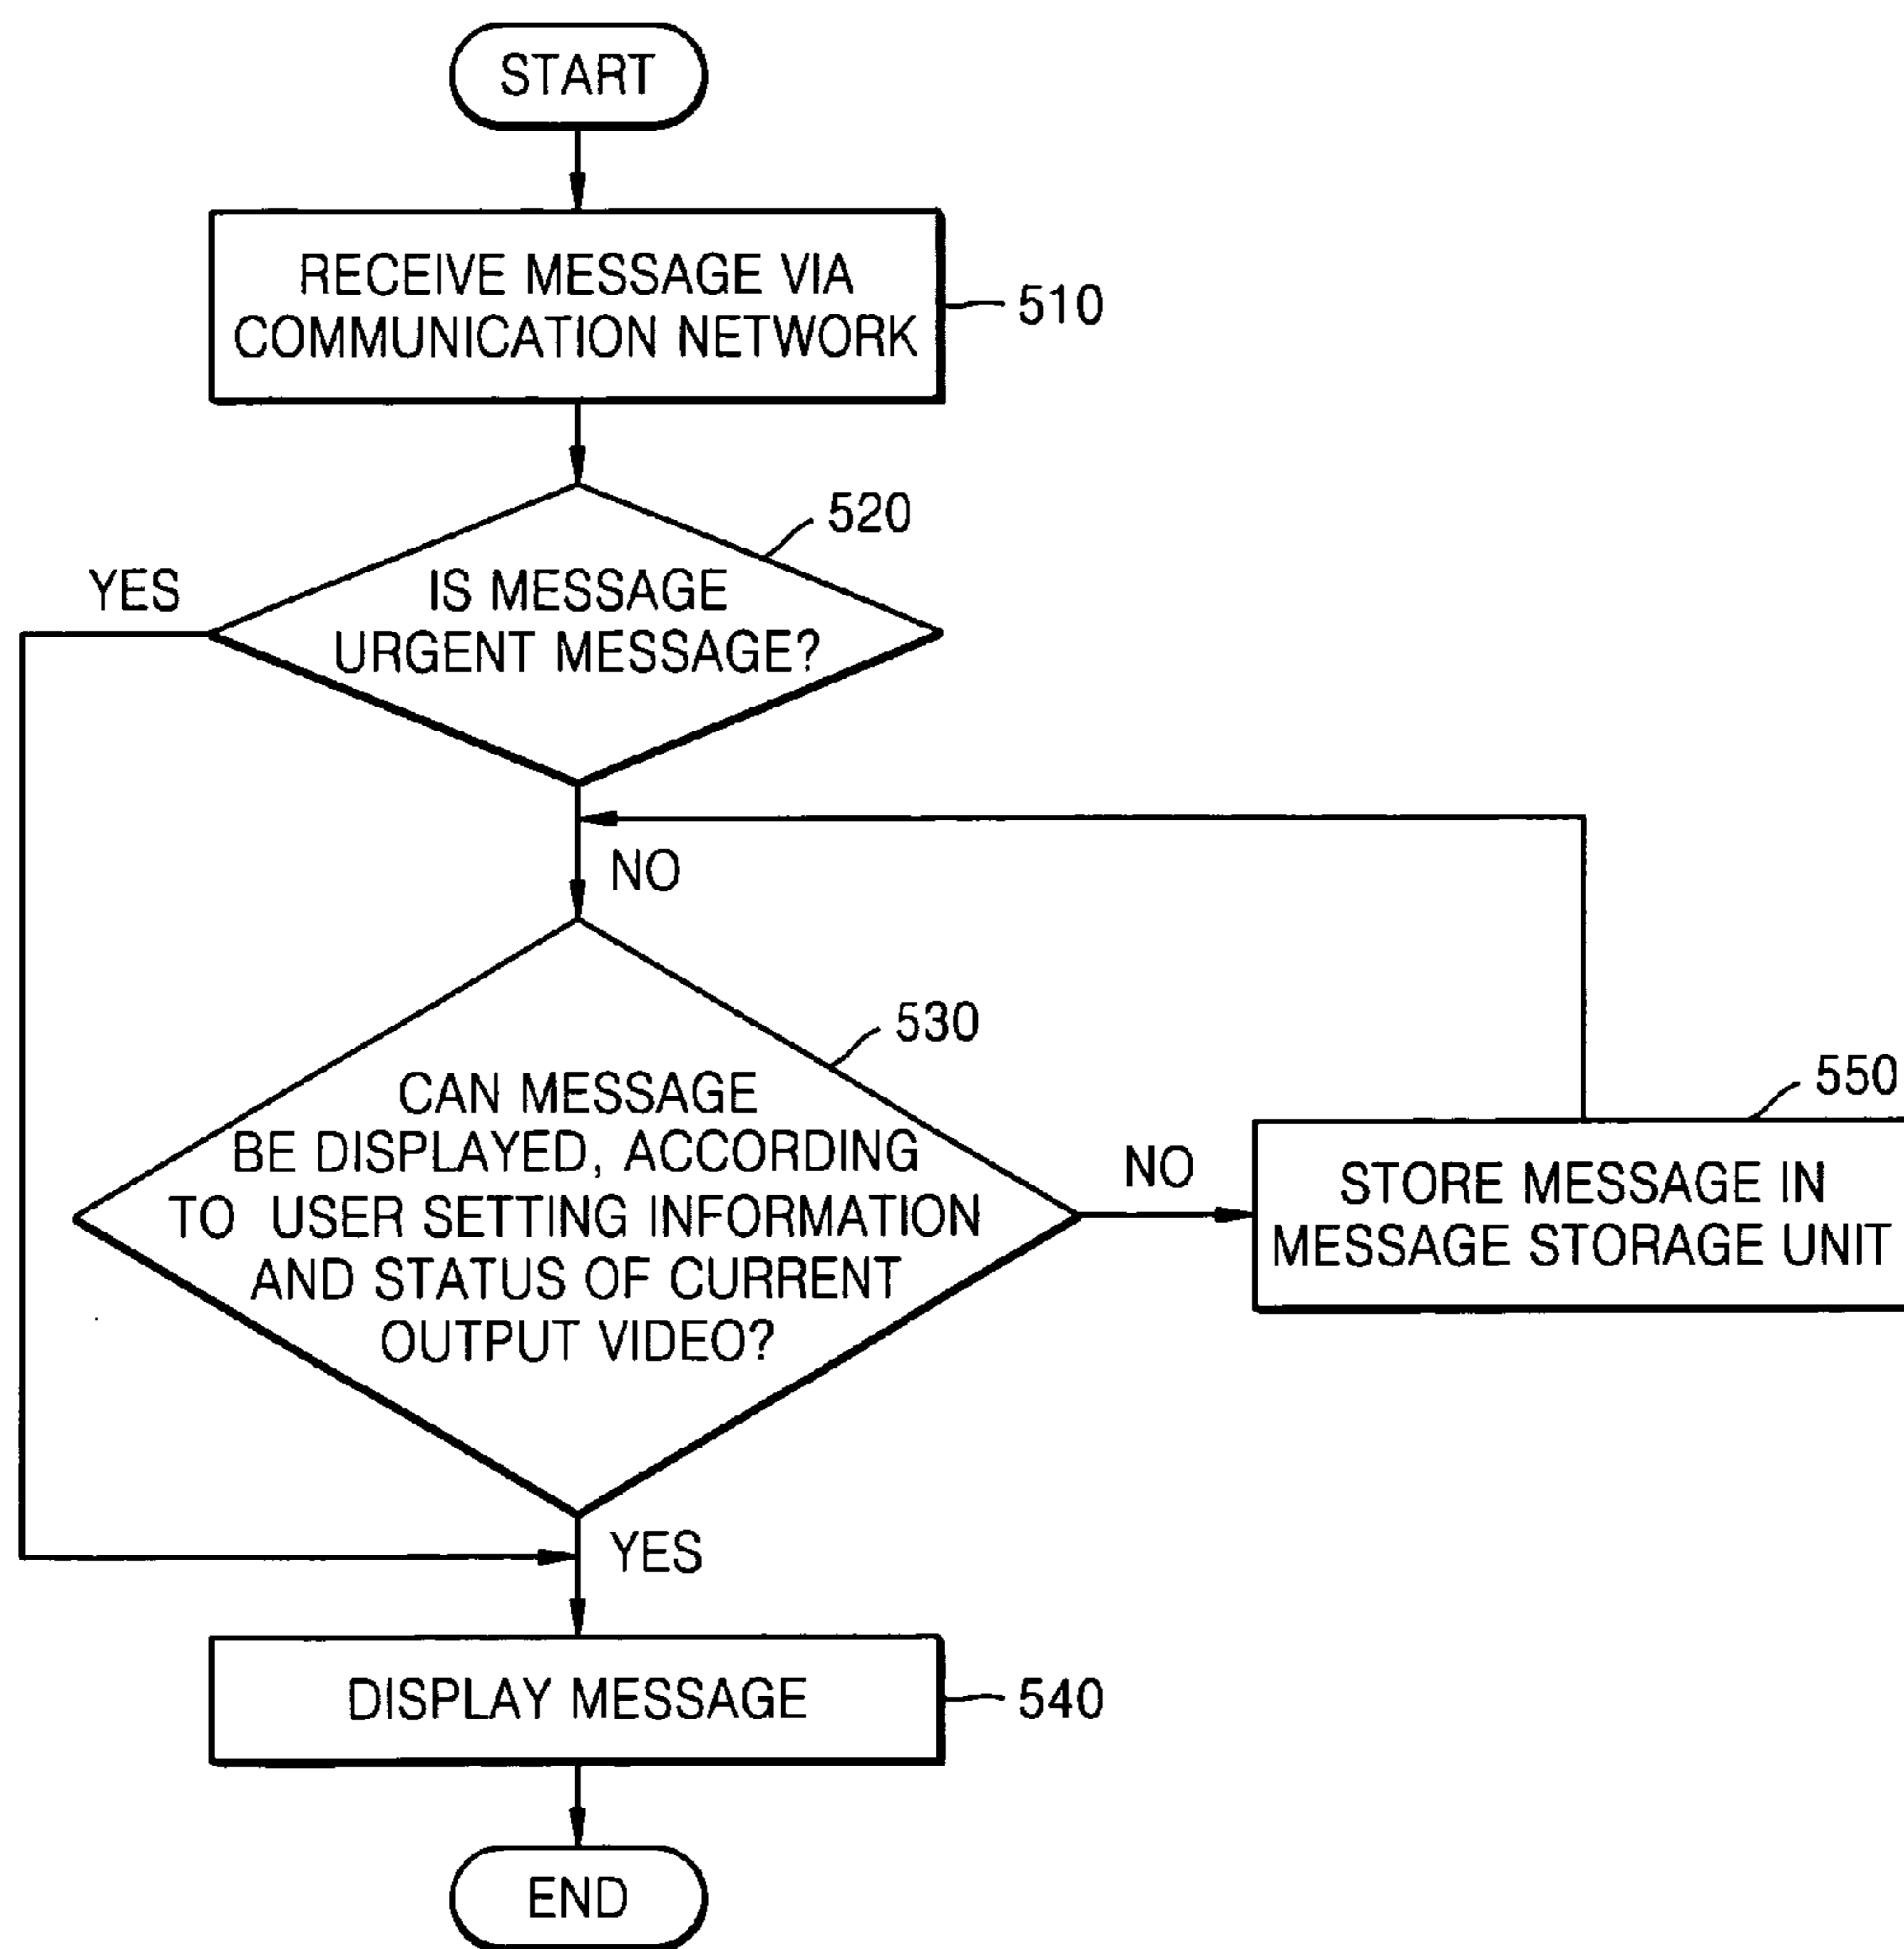 START
RECEIVE MESSAGE VIA
COMMUNICATION NETWORK
510
520
YES
IS MESSAGE
URGENT MESSAGE?
NO
530
CAN MESSAGE
BE DISPLAYED, ACCORDING
TO USER SETTING INFORMATION
AND STATUS OF CURRENT
OUTPUT VIDEO?
NO
550
STORE MESSAGE IN
MESSAGE STORAGE UNIT
YES
DISPLAY MESSAGE
540
END